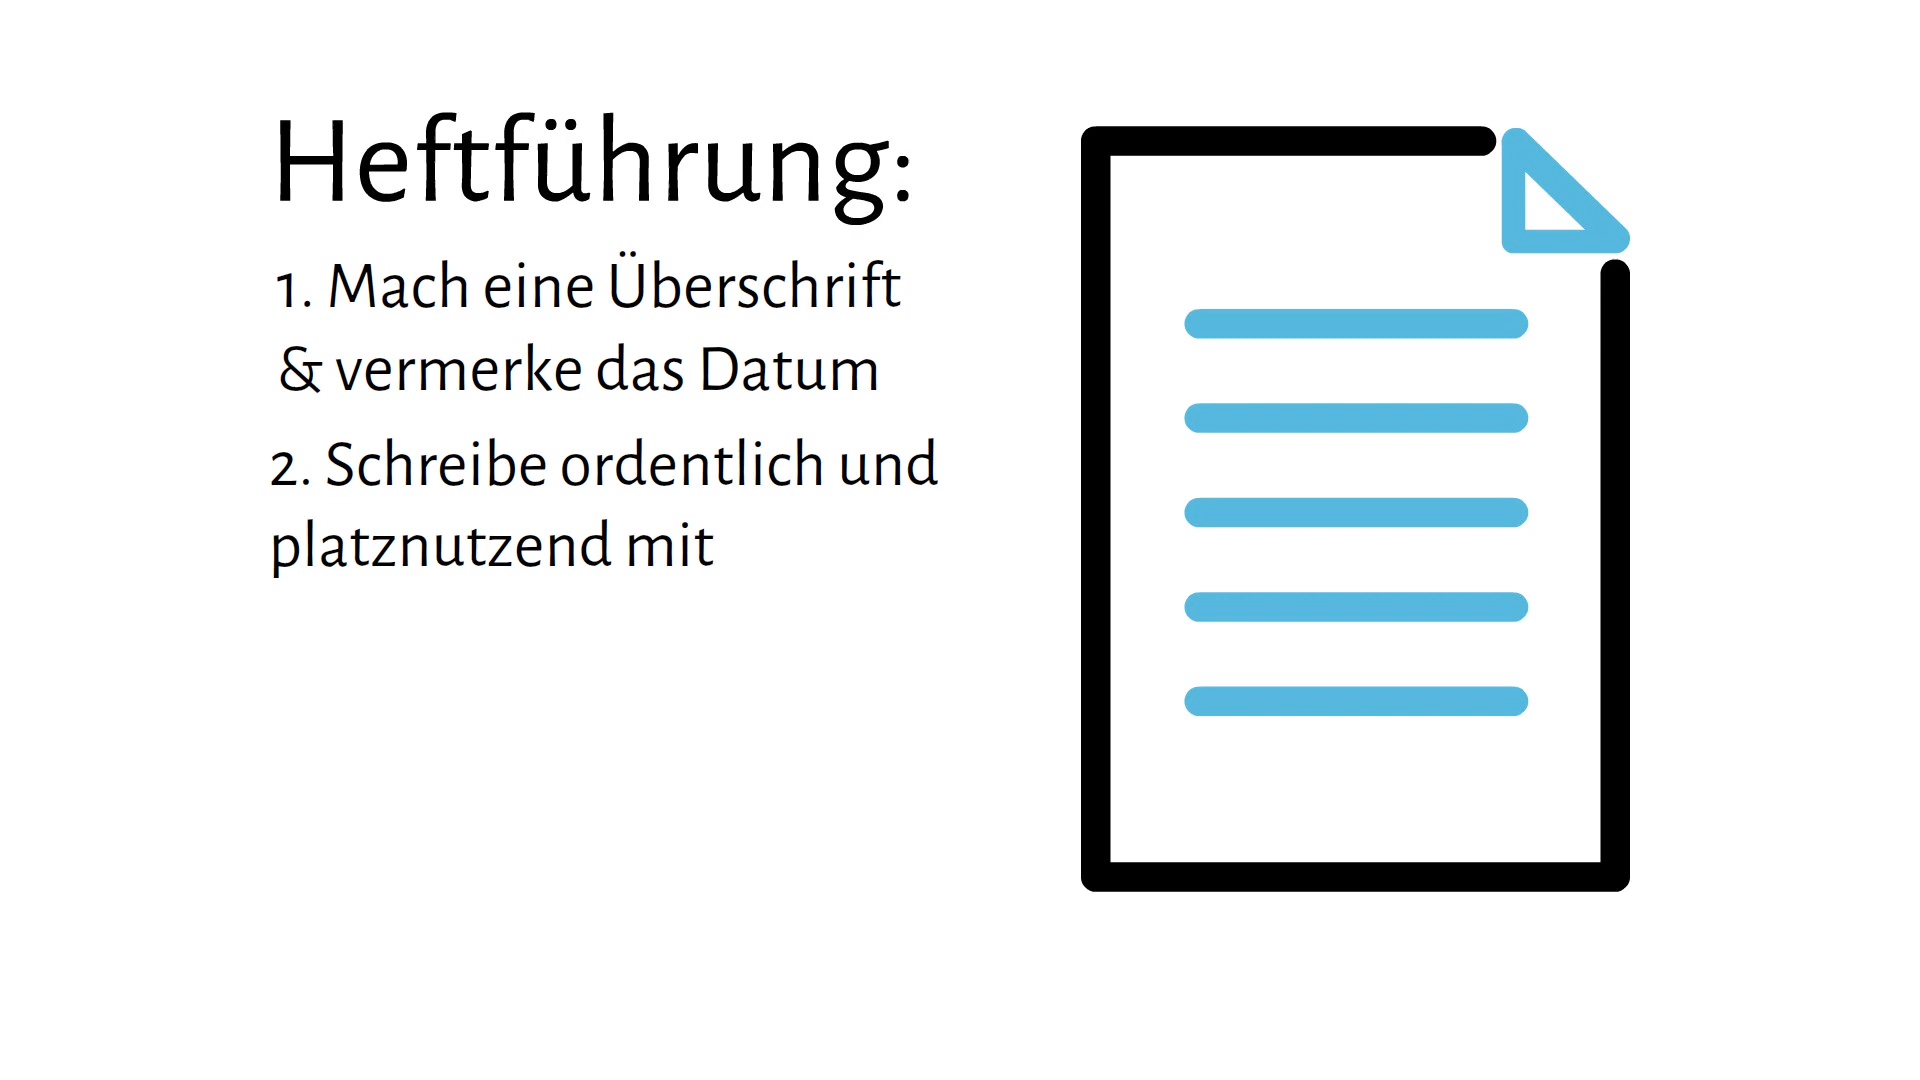 Heftführung:
1. Mach eine Überschrift
& vermerke das Datum
2. Schreibe ordentlich und
platznutzend mit